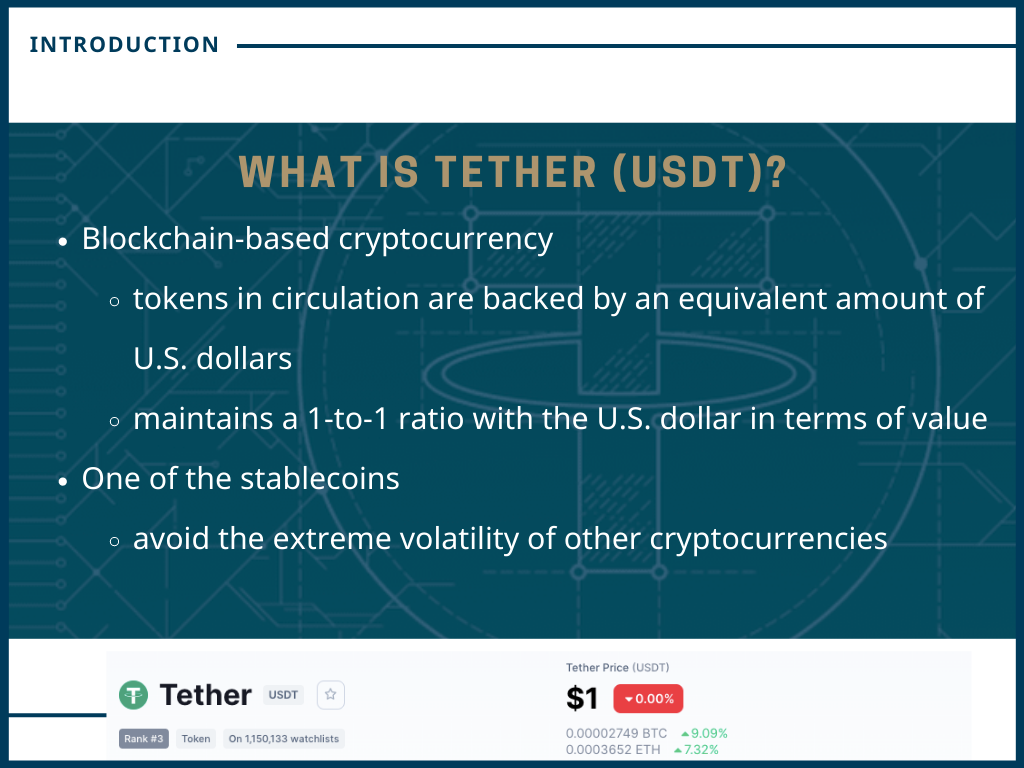 INTRODUCTION
WHAT IS TETHER (USDT)?
• Blockchain-based cryptocurrency
◦ tokens in circulation are backed by an equivalent amount of
U.S. dollars
◦ maintains a 1-to-1 ratio with the U.S. dollar in terms of value
• One of the stablecoins
◦ avoid the extreme volatility of other cryptocurrencies
Tether USDT
Rank #3 Token On 1,150,133 watchlists
Tether Price (USDT)
$1 ▾0.00%
0.00002749 BTC ▴9.09%
0.0003652 ETH ▴7.32%